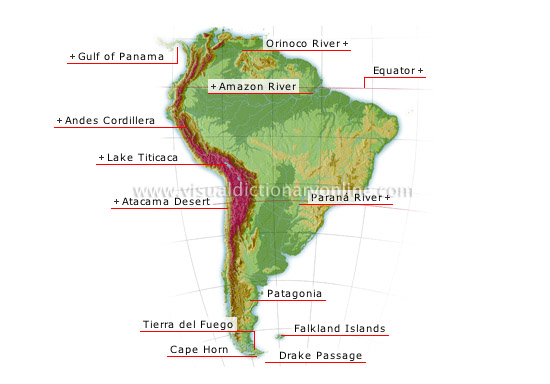 Orinoco River +
+ Gulf of Panama
Equator +
+ Amazon River
+ Andes Cordillera
+ Lake Titicaca
www.visualdictionaryonline.com
+ Atacama Desert
Paraná River +
Patagonia
Tierra del Fuego
Falkland Islands
Cape Horn
Drake Passage